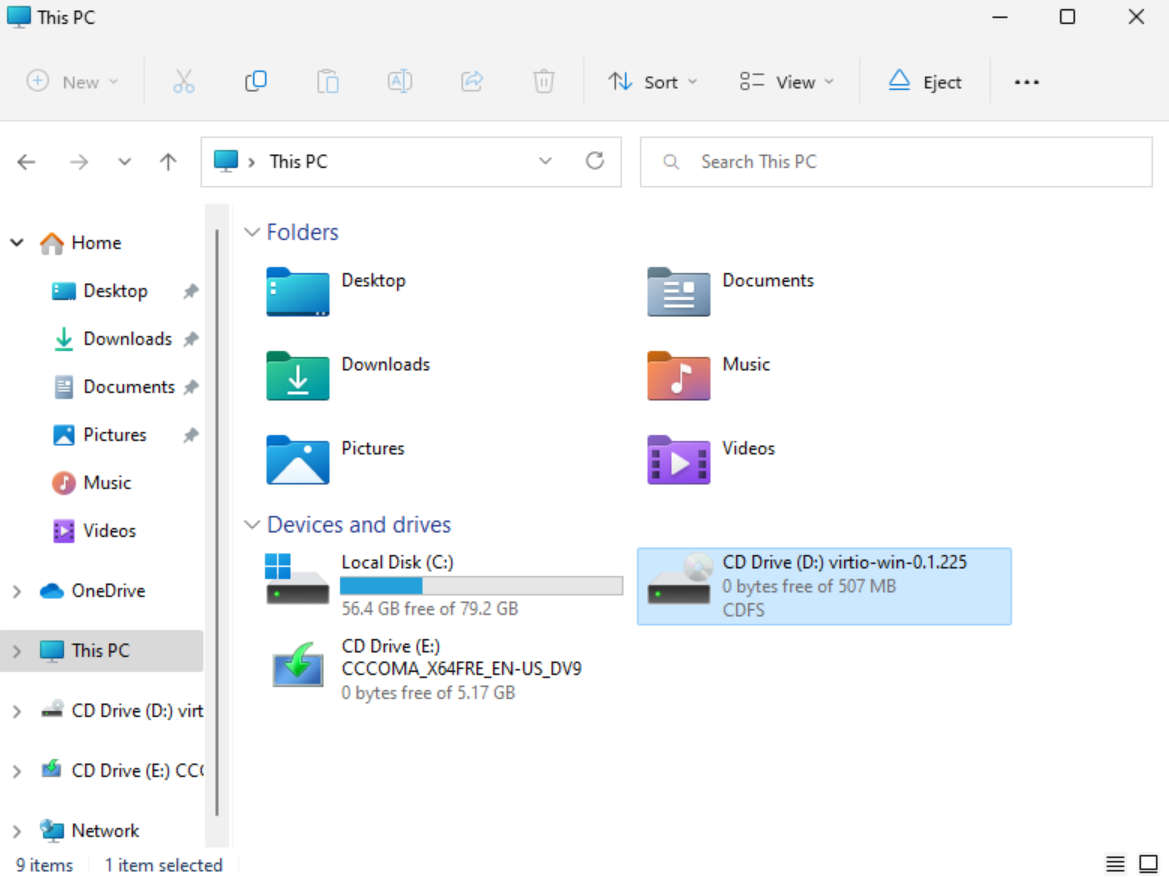 This PC
New
Sort
View
Eject
This PC
Search This PC
Home
Desktop
Downloads
Documents
Pictures
Music
Videos
OneDrive
This PC
CD Drive (D:) virt
CD Drive (E:) CC
Network
Folders
Desktop
Documents
Downloads
Music
Pictures
Videos
Devices and drives
Local Disk (C:)
56.4 GB free of 79.2 GB
CD Drive (D:) virtio-win-0.1.225
0 bytes free of 507 MB
CDFS
CD Drive (E:)
CCCOMA_X64FRE_EN-US_DV9
0 bytes free of 5.17 GB
9 items
1 item selected